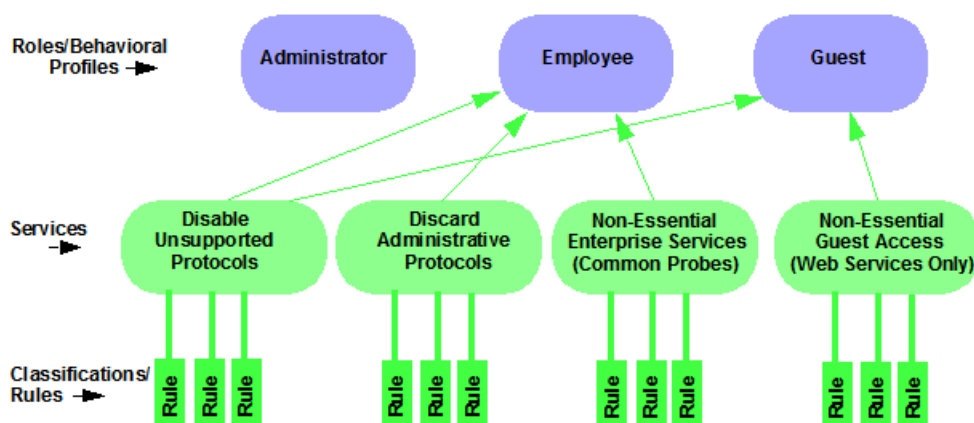 Roles/Behavioral
Profiles
Administrator
Employee
Guest
Services
Disable
Unsupported
Protocols
Discard
Administrative
Protocols
Non-Essential
Enterprise Services
(Common Probes)
Non-Essential
Guest Access
(Web Services Only)
Classifications/
Rules
Rule
Rule
Rule
Rule
Rule
Rule
Rule
Rule
Rule
Rule
Rule
Rule